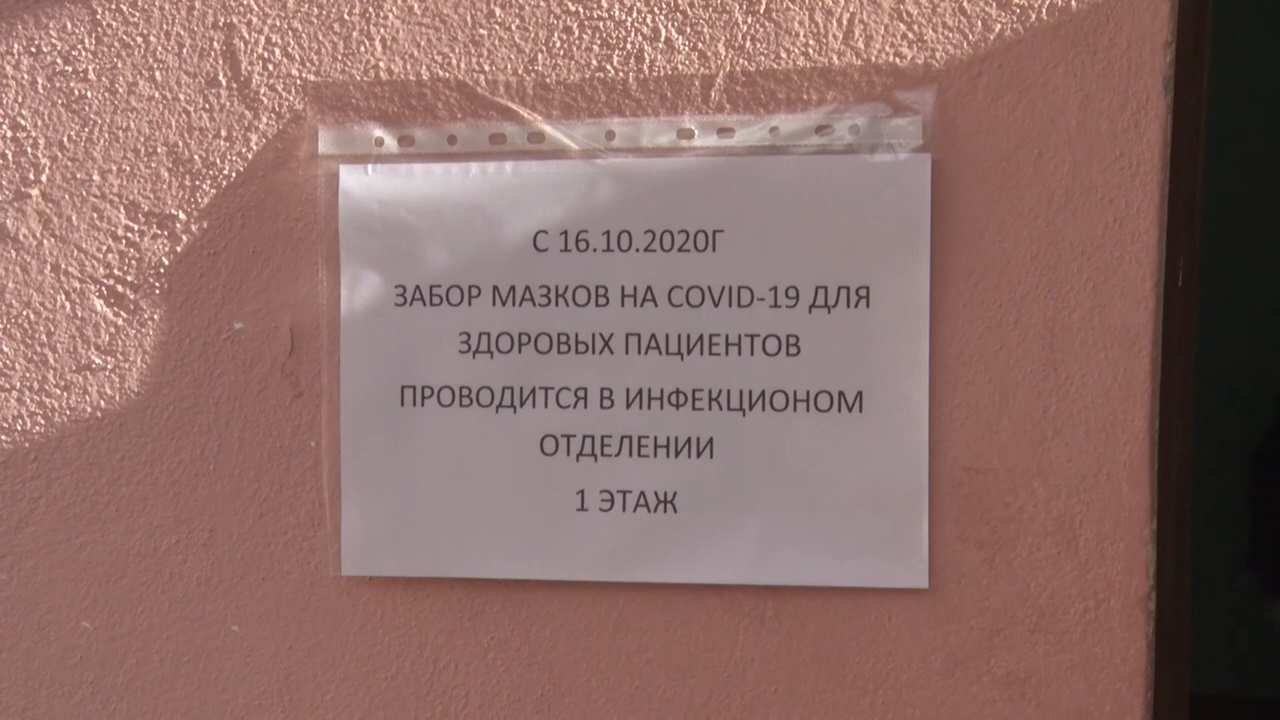 С 16.10.2020Г
ЗАБОР МАЗКОВ НА COVID-19 ДЛЯ
ЗДОРОВЫХ ПАЦИЕНТОВ
ПРОВОДИТСЯ В ИНФЕКЦИОНОМ
ОТДЕЛЕНИИ
1 ЭТАЖ